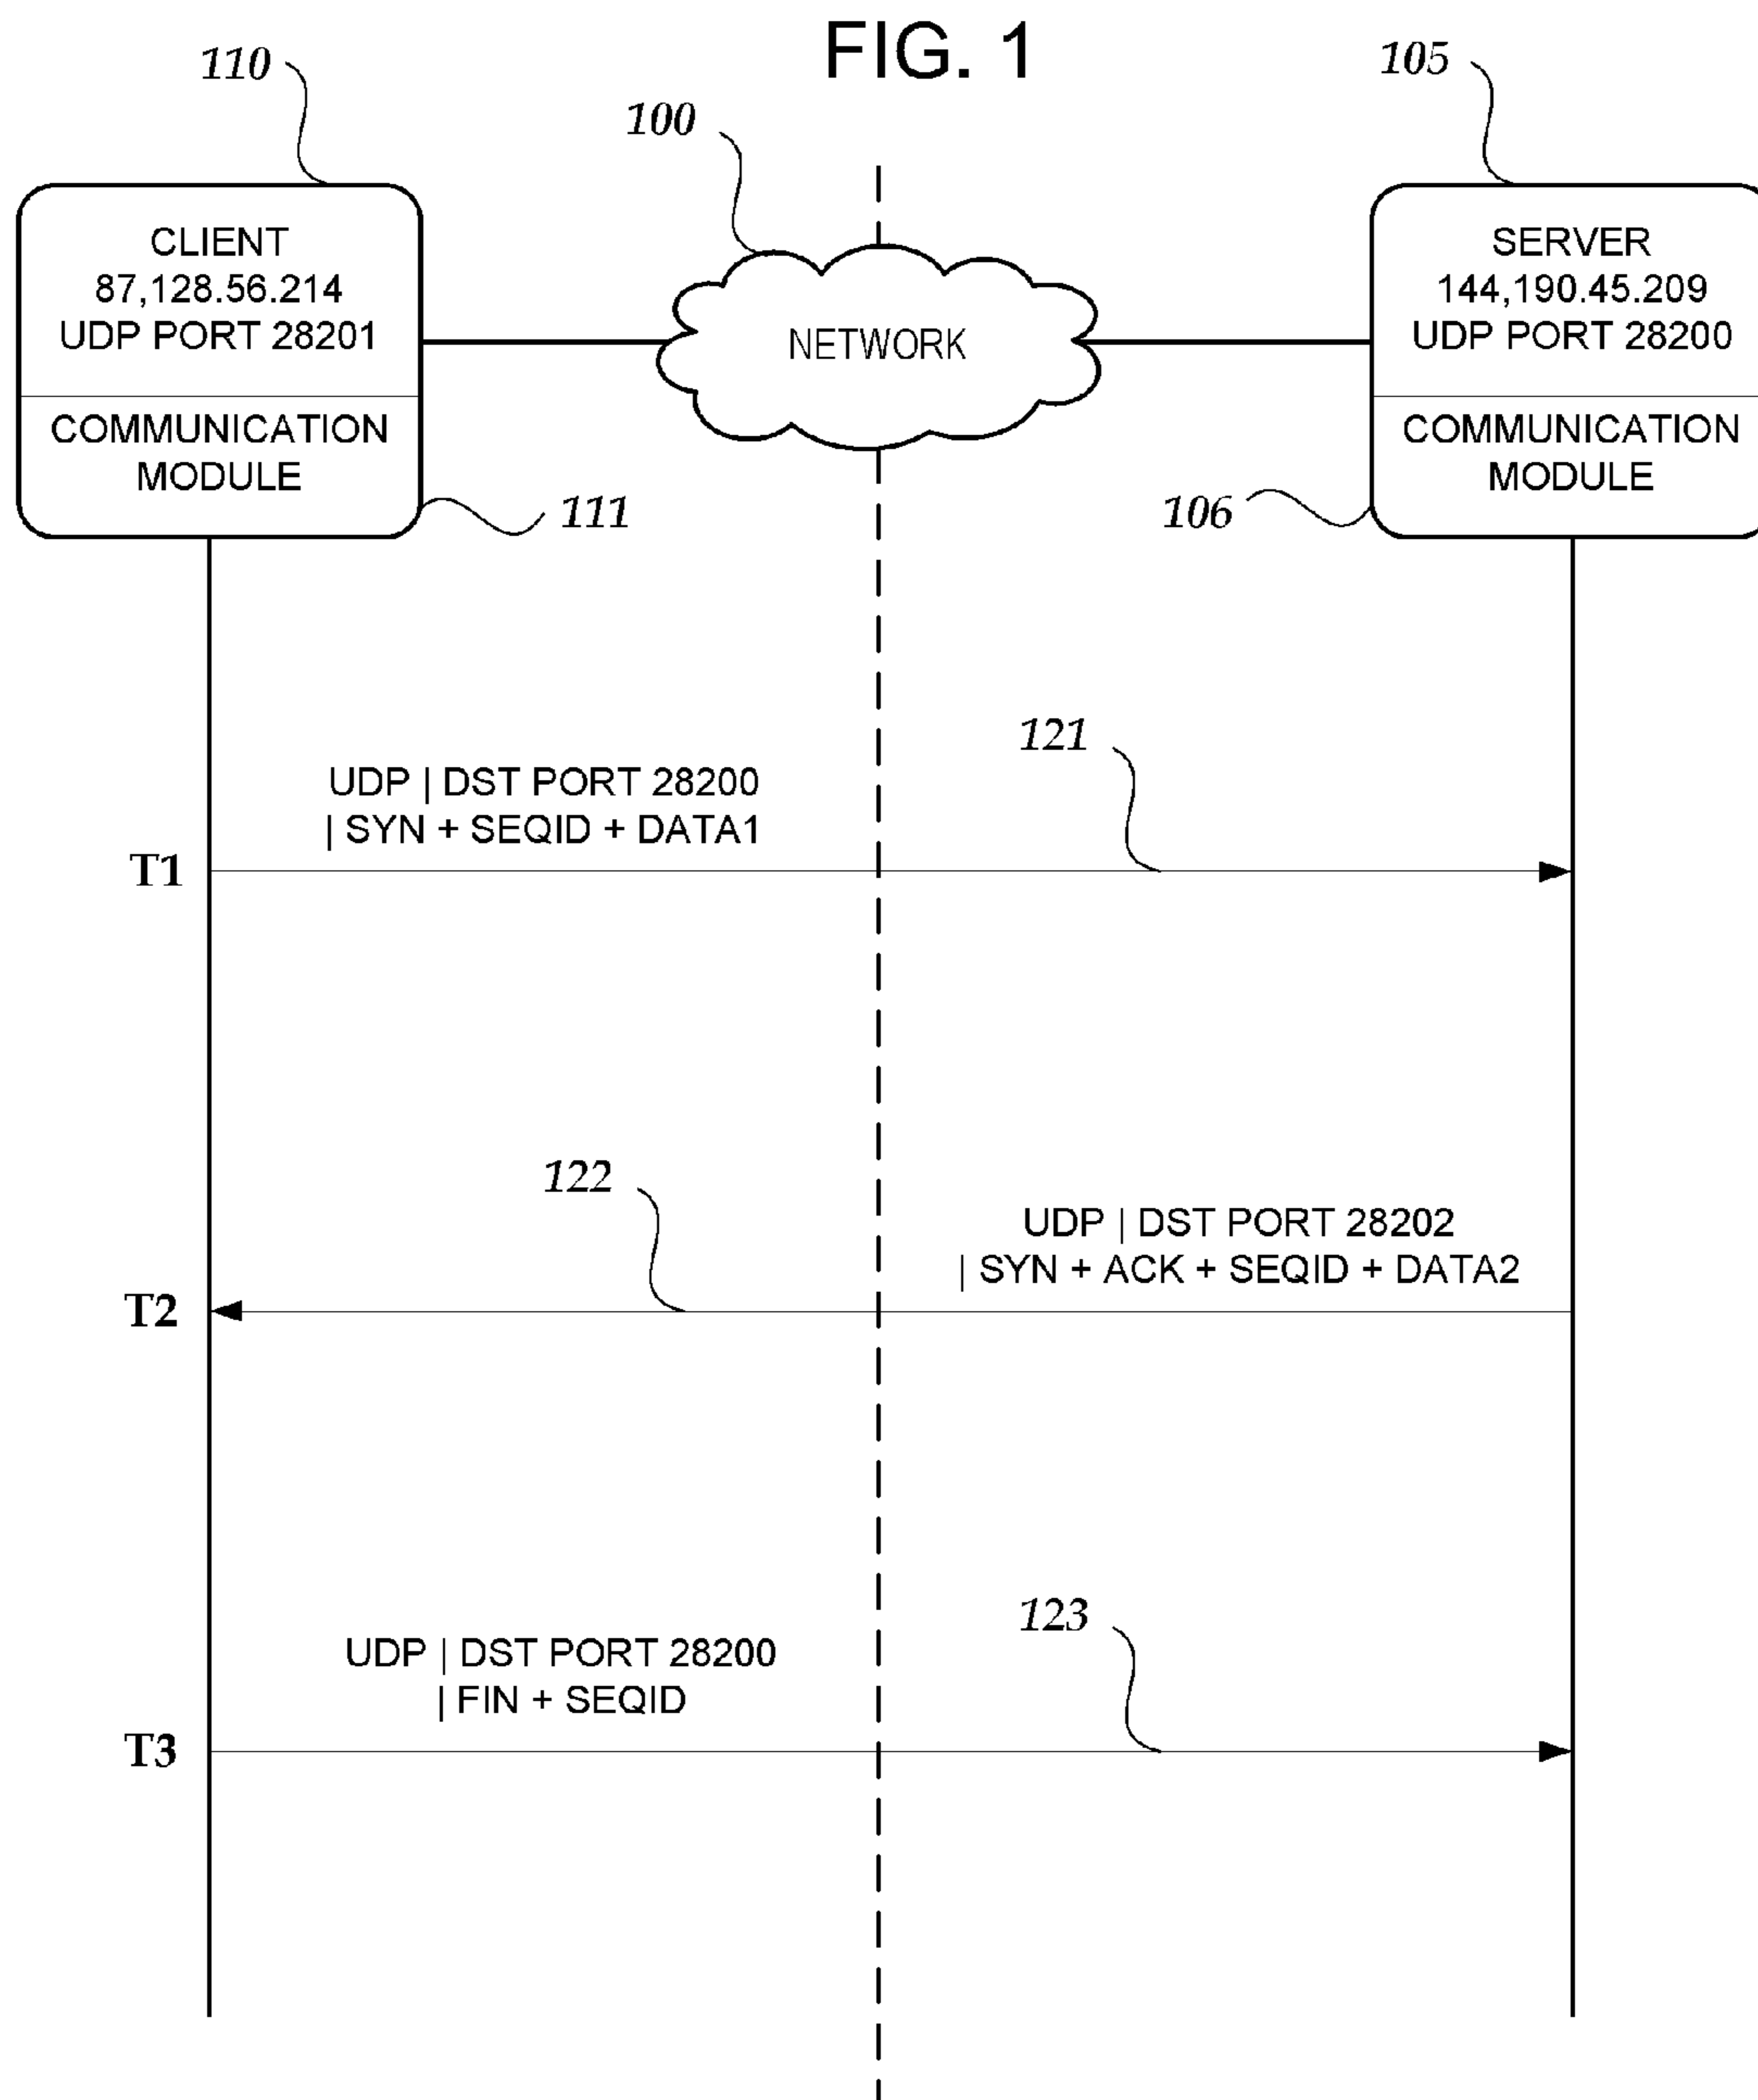 FIG. 1
110
100
105
CLIENT
87,128.56.214
UDP PORT 28201
COMMUNICATION
MODULE
111
NETWORK
SERVER
144,190.45.209
UDP PORT 28200
COMMUNICATION
MODULE
106
121
UDP | DST PORT 28200
| SYN + SEQID + DATA1
T1
122
UDP | DST PORT 28202
| SYN + ACK + SEQID + DATA2
T2
123
UDP | DST PORT 28200
| FIN + SEQID
T3